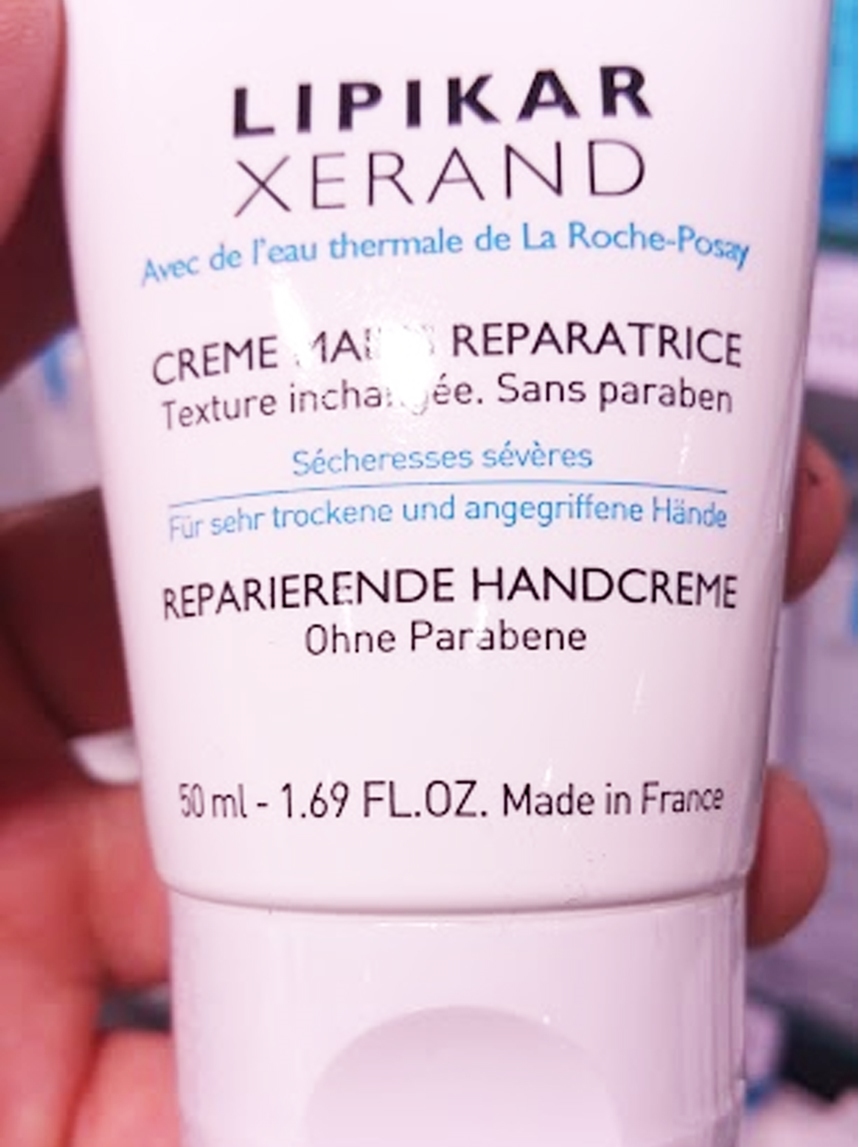 LIPIKAR
XERAND
Avec de l'eau thermale de La Roche-Posay
CREME MAINS REPARATRICE
Texture inchangée. Sans paraben
Sécheresses sévères
Für sehr trockene und angegriffene Hände
REPARIERENDE HANDCREME
Ohne Parabene
50 ml - 1.69 FL.OZ. Made in France